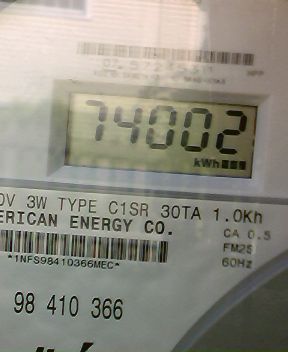 74002
kWh
0V 3W TYPE C1SR 30TA 1.0Kh
ERICAN ENERGY CO.
CA 0.5
FM25
60Hz
*1NFS98410366MEC*
98 410 366